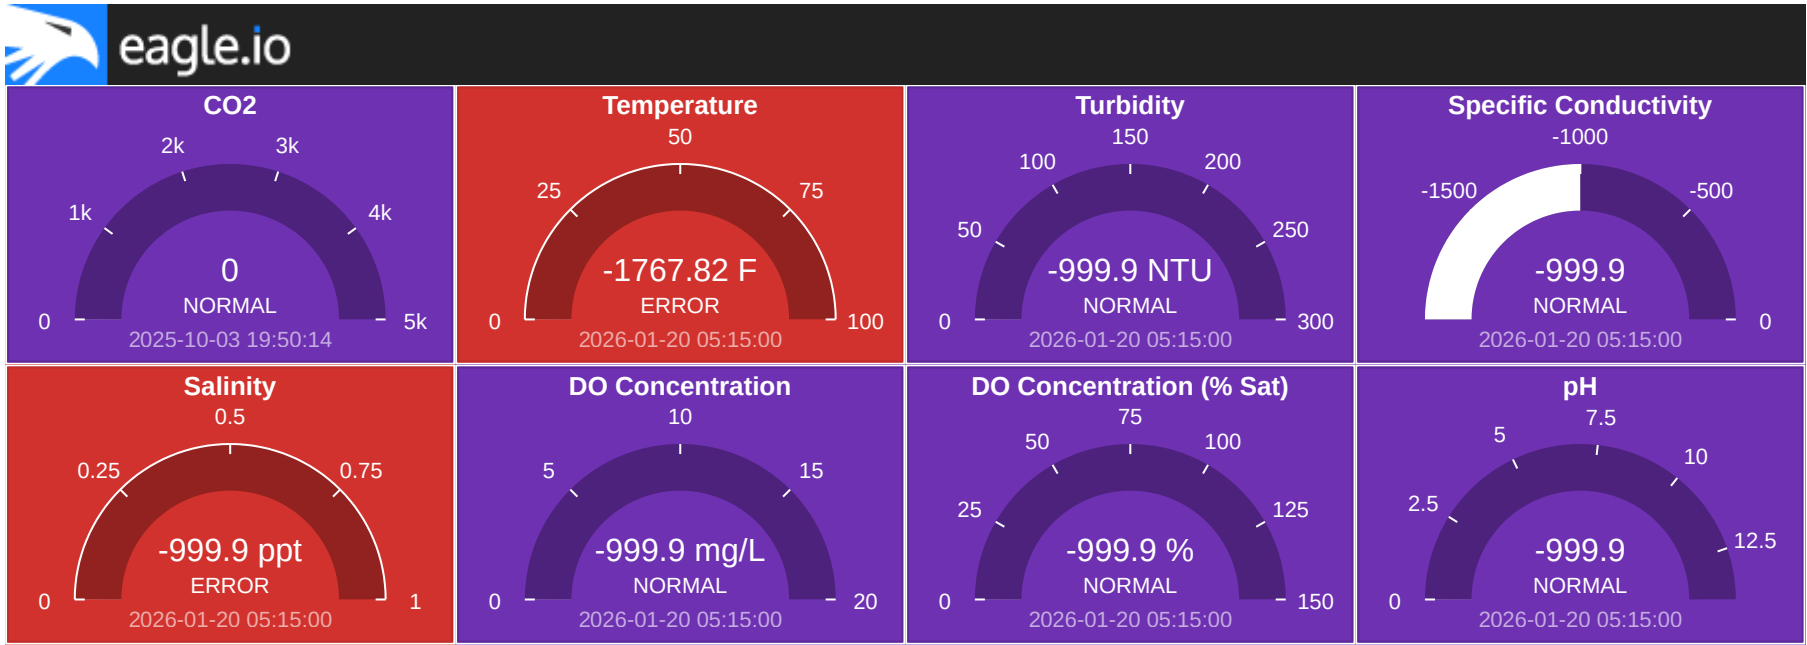 eagle.io
CO2
2k
3k
1k
4k
0
NORMAL
0
5k
2025-10-03 19:50:14
Temperature
50
25
75
-1767.82 F
ERROR
0
100
2026-01-20 05:15:00
Turbidity
150
100
200
50
250
-999.9 NTU
NORMAL
0
300
2026-01-20 05:15:00
Specific Conductivity
-1000
-1500
-500
-999.9
NORMAL
0
2026-01-20 05:15:00
Salinity
0.5
0.25
0.75
-999.9 ppt
ERROR
0
1
2026-01-20 05:15:00
DO Concentration
10
5
15
-999.9 mg/L
NORMAL
0
20
2026-01-20 05:15:00
DO Concentration (% Sat)
75
50
100
25
125
-999.9 %
NORMAL
0
150
2026-01-20 05:15:00
pH
7.5
5
10
2.5
12.5
-999.9
NORMAL
0
2026-01-20 05:15:00